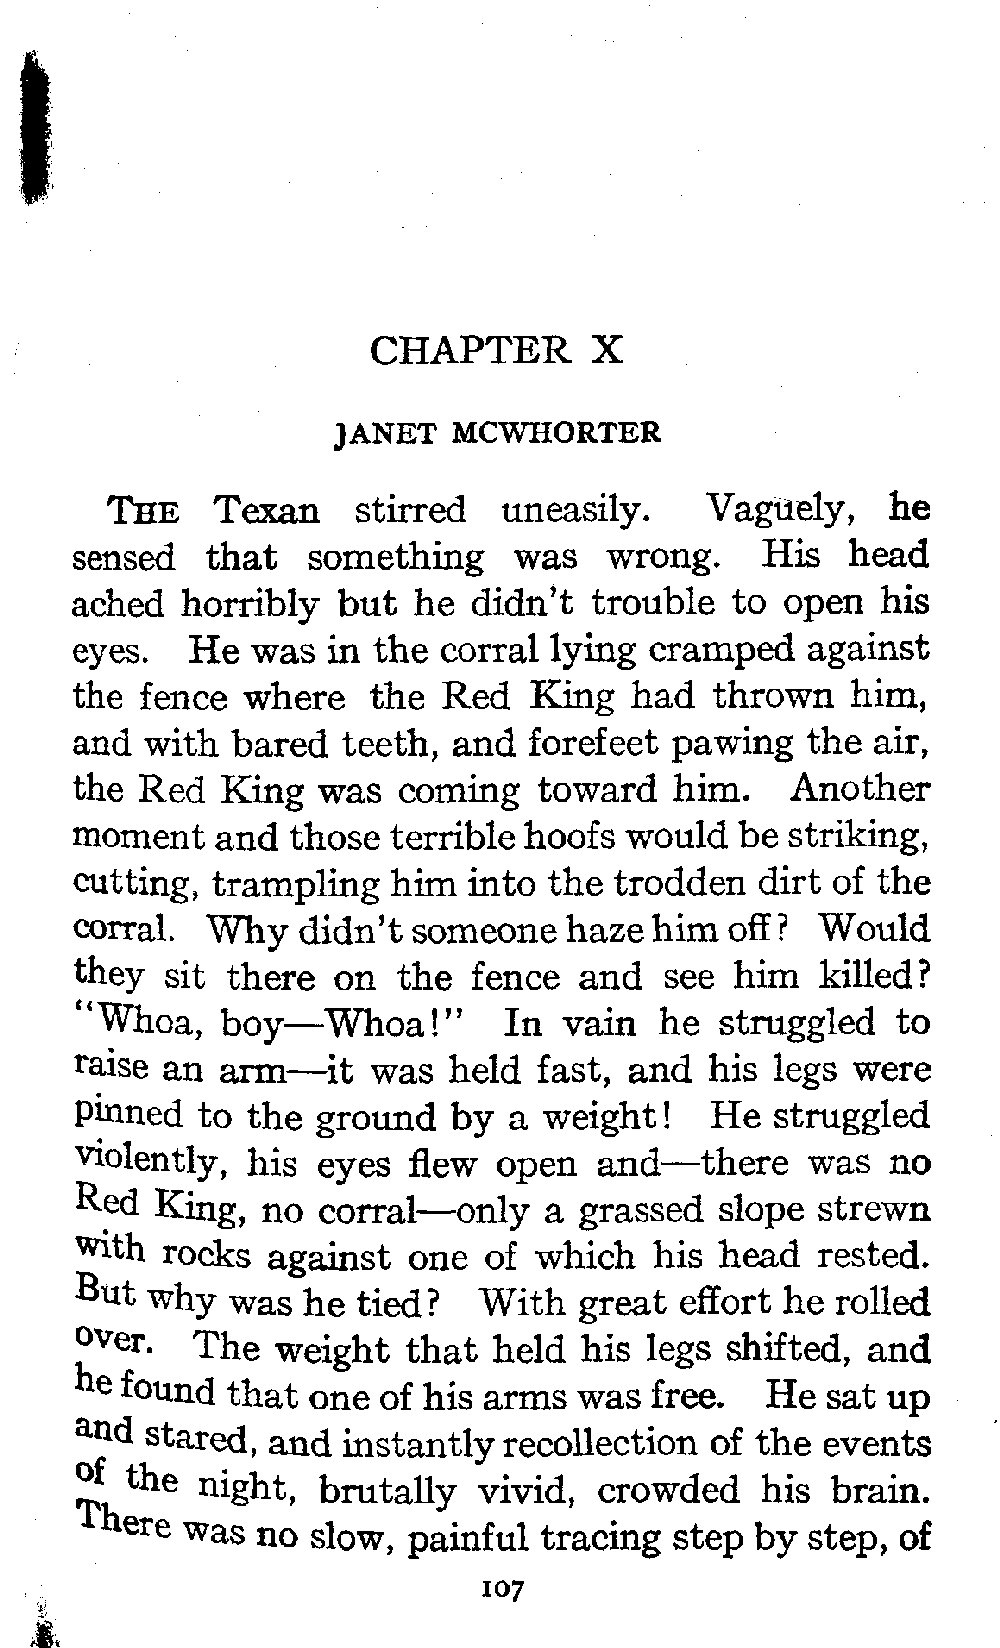 CHAPTER X
JANET MCWHORTER
THE Texan stirred uneasily. Vaguely, he
sensed that something was wrong. His head
ached horribly but he didn't trouble to open his
eyes. He was in the corral lying cramped against
the fence where the Red King had thrown him,
and with bared teeth, and forefeet pawing the air,
the Red King was coming toward him. Another
moment and those terrible hoofs would be striking,
cutting, trampling him into the trodden dirt of the
corral. Why didn't someone haze him off? Would
they sit there on the fence and see him killed?
"Whoa, boy—Whoa!" In vain he struggled to
raise an arm—it was held fast, and his legs were
pinned to the ground by a weight! He struggled
violently, his eyes flew open and—there was no
Red King, no corral—only a grassed slope strewn
with rocks against one of which his head rested.
But why was he tied? With great effort he rolled
over. The weight that held his legs shifted, and
he found that one of his arms was free. He sat up
and stared, and instantly recollection of the events
of the night, brutally vivid, crowded his brain.
There was no slow, painful tracing step by step, of
107